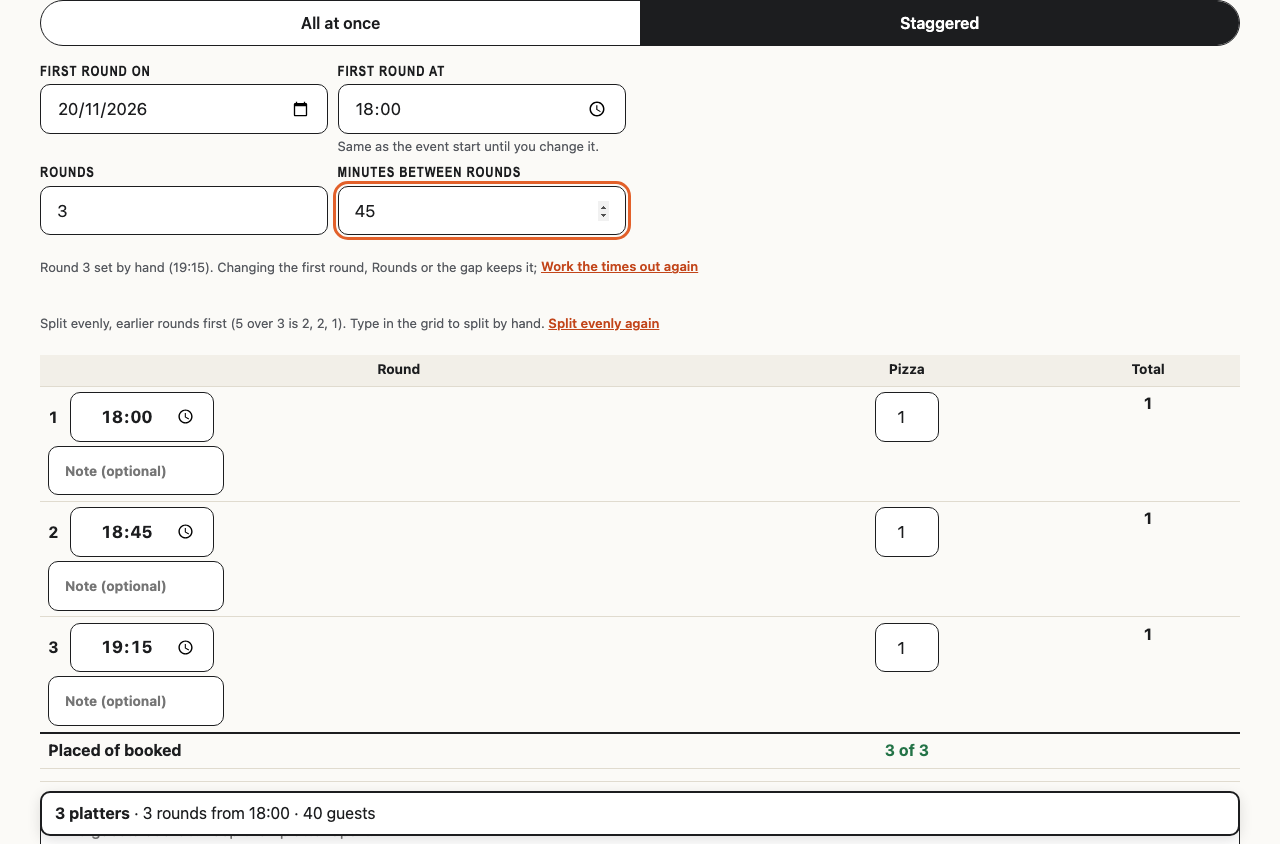 All at once Staggered
FIRST ROUND ON FIRST ROUND AT
20/11/2026 18:00
Same as the event start until you change it.
ROUNDS MINUTES BETWEEN ROUNDS
3 45
Round 3 set by hand (19:15). Changing the first round, Rounds or the gap keeps it; Work the times out again
Split evenly, earlier rounds first (5 over 3 is 2, 2, 1). Type in the grid to split by hand. Split evenly again
Round Pizza Total
1 18:00 1 1
Note (optional)
2 18:45 1 1
Note (optional)
3 19:15 1 1
Note (optional)
Placed of booked 3 of 3
3 platters · 3 rounds from 18:00 · 40 guests